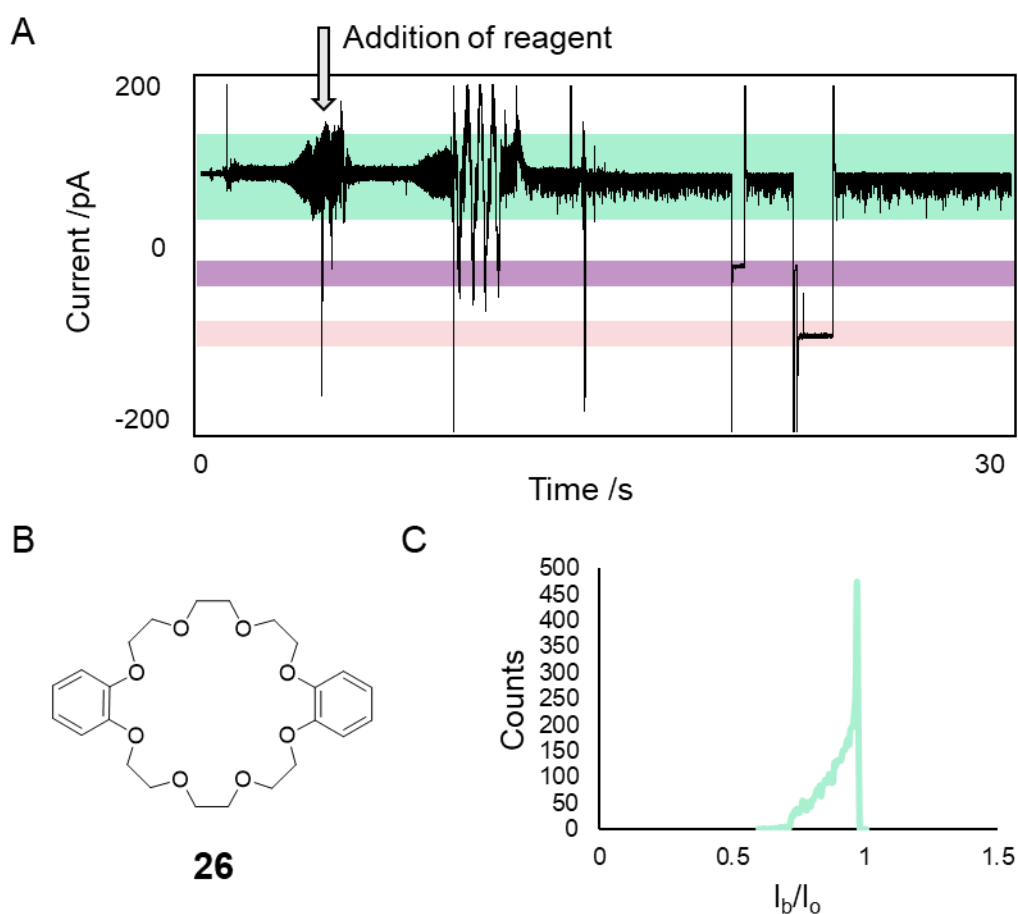 A
Addition of reagent
200
0
-200
Current /pA
0
30
Time /s
B
O O
O O
O O
O O
26
C
500
450
400
350
300
250
200
150
100
50
0
Counts
0 0.5 1 1.5
Ib/Io